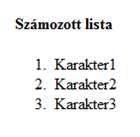 Számozott lista
1. Karakter1
2. Karakter2
3. Karakter3